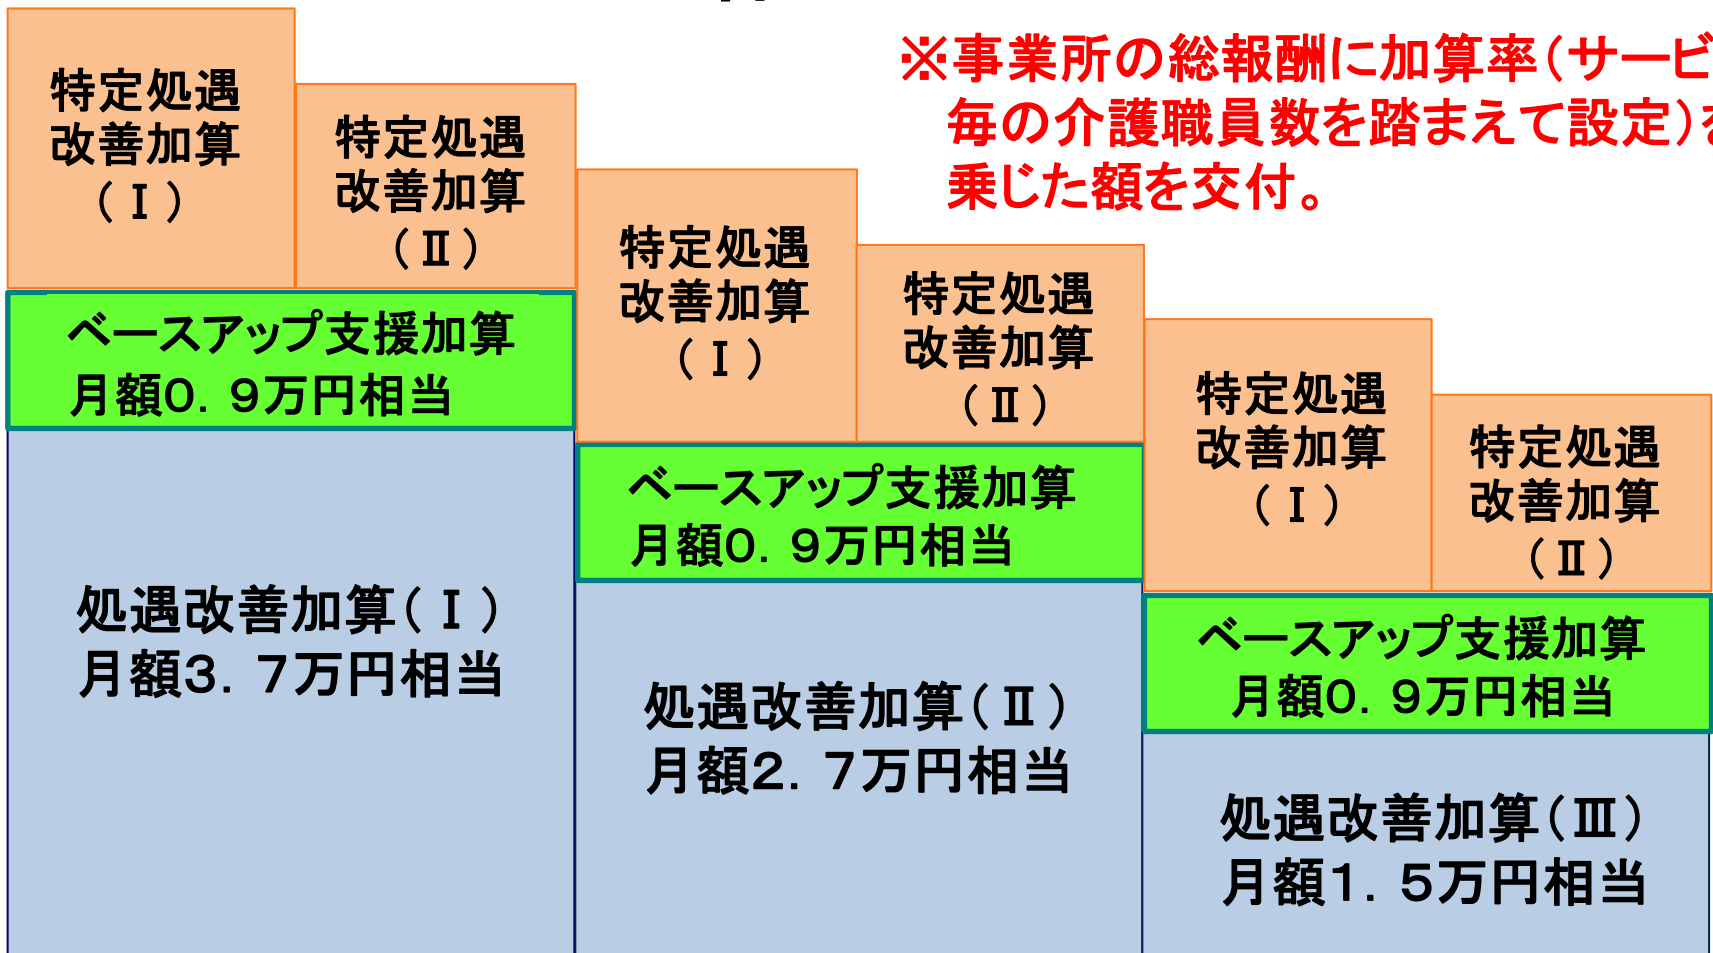 ※事業所の総報酬に加算率（サービ
毎の介護職員数を踏まえて設定）を
乗じた額を交付。
特定処遇
改善加算
（Ⅰ）
特定処遇
改善加算
（Ⅱ）
ベースアップ支援加算
月額０．９万円相当
処遇改善加算（Ⅰ）
月額３．７万円相当
特定処遇
改善加算
（Ⅰ）
特定処遇
改善加算
（Ⅱ）
ベースアップ支援加算
月額０．９万円相当
処遇改善加算（Ⅱ）
月額２．７万円相当
特定処遇
改善加算
（Ⅰ）
特定処遇
改善加算
（Ⅱ）
ベースアップ支援加算
月額０．９万円相当
処遇改善加算（Ⅲ）
月額１．５万円相当